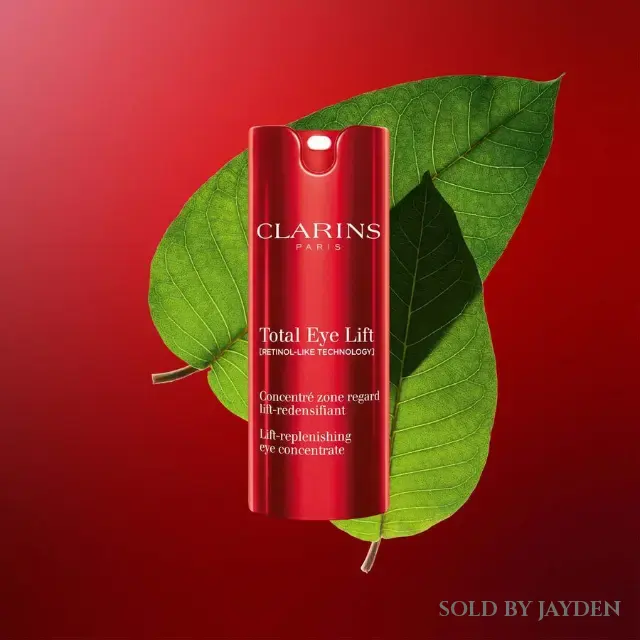 CLARINS
PARIS
Total Eye Lift
[RETINOL-LIKE TECHNOLOGY]
Concentré zone regard
lift-redensifiant
Lift-replenishing
eye concentrate
SOLD BY JAYDEN